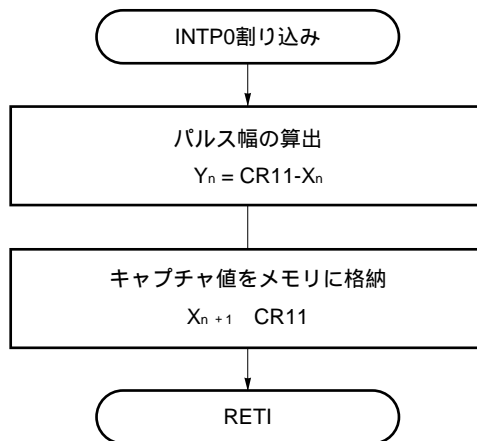 INTP0割り込み
パルス幅の算出
Yn = CR11-Xn
キャプチャ値をメモリに格納
Xn + 1 CR11
RETI